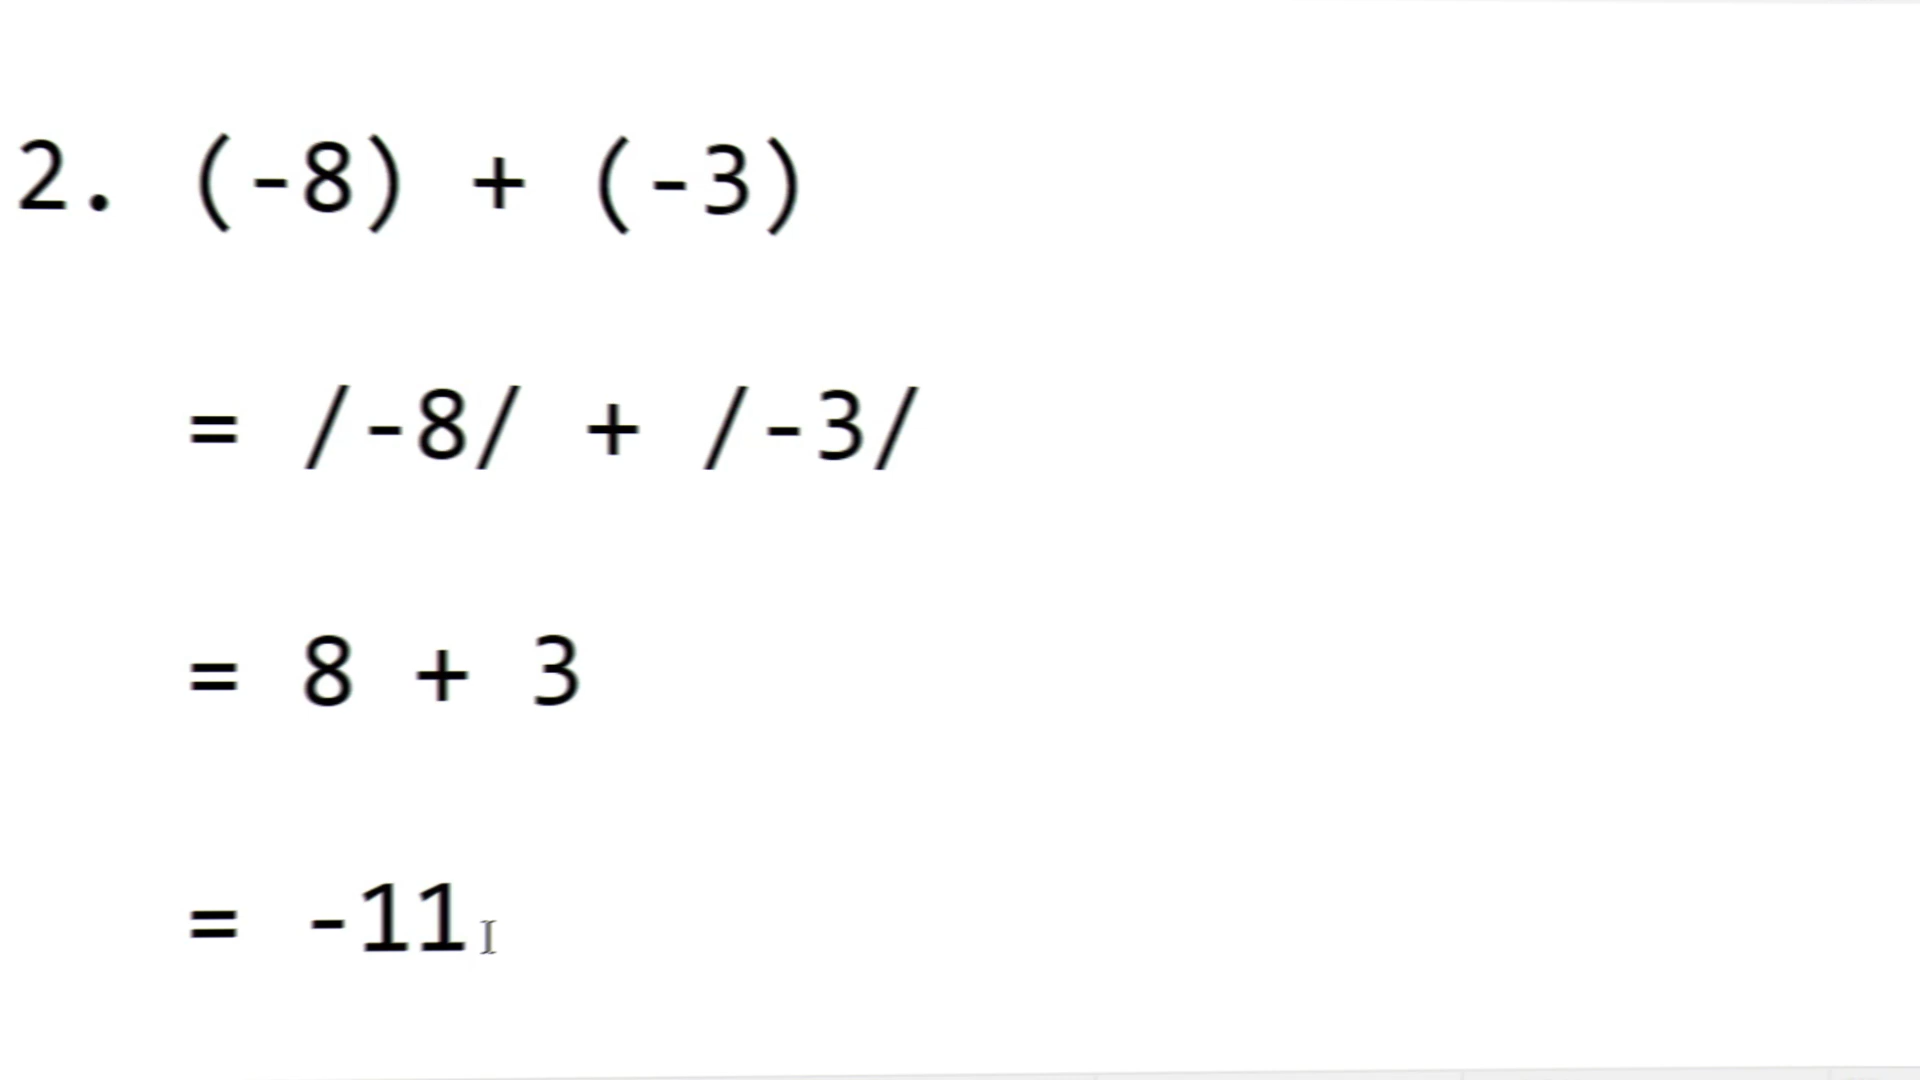 2. (-8) + (-3)
= /-8/ + /-3/
= 8 + 3
= -11